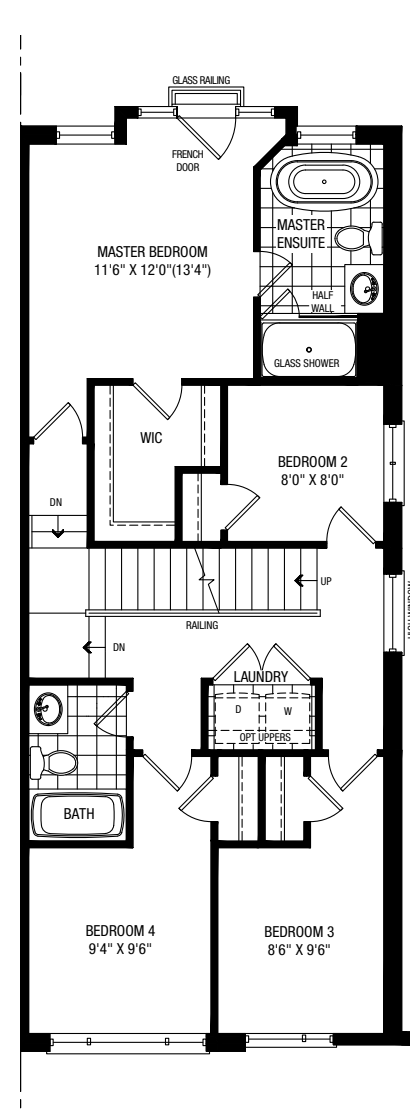 GLASS RAILING
FRENCH
DOOR
MASTER
ENSUITE
MASTER BEDROOM
11'6" X 12'0"(13'4")
HALF
WALL
GLASS SHOWER
WIC
BEDROOM 2
8'0" X 8'0"
DN
UP
RAILING
DN
LAUNDRY
D
W
OPT UPPERS
BATH
BEDROOM 4
9'4" X 9'6"
BEDROOM 3
8'6" X 9'6"